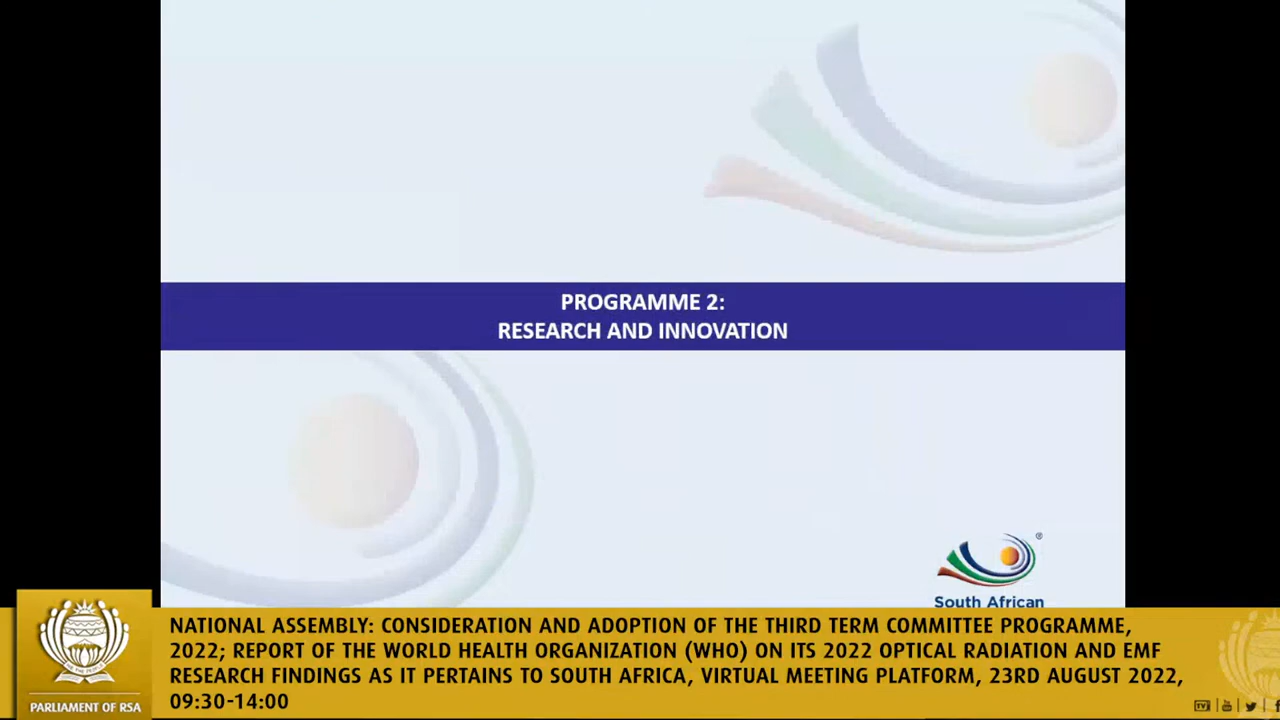 PROGRAMME 2:
RESEARCH AND INNOVATION
®
South African
NATIONAL ASSEMBLY: CONSIDERATION AND ADOPTION OF THE THIRD TERM COMMITTEE PROGRAMME,
2022; REPORT OF THE WORLD HEALTH ORGANIZATION (WHO) ON ITS 2022 OPTICAL RADIATION AND EMF
RESEARCH FINDINGS AS IT PERTAINS TO SOUTH AFRICA, VIRTUAL MEETING PLATFORM, 23RD AUGUST 2022,
09:30-14:00
PARLIAMENT OF RSA